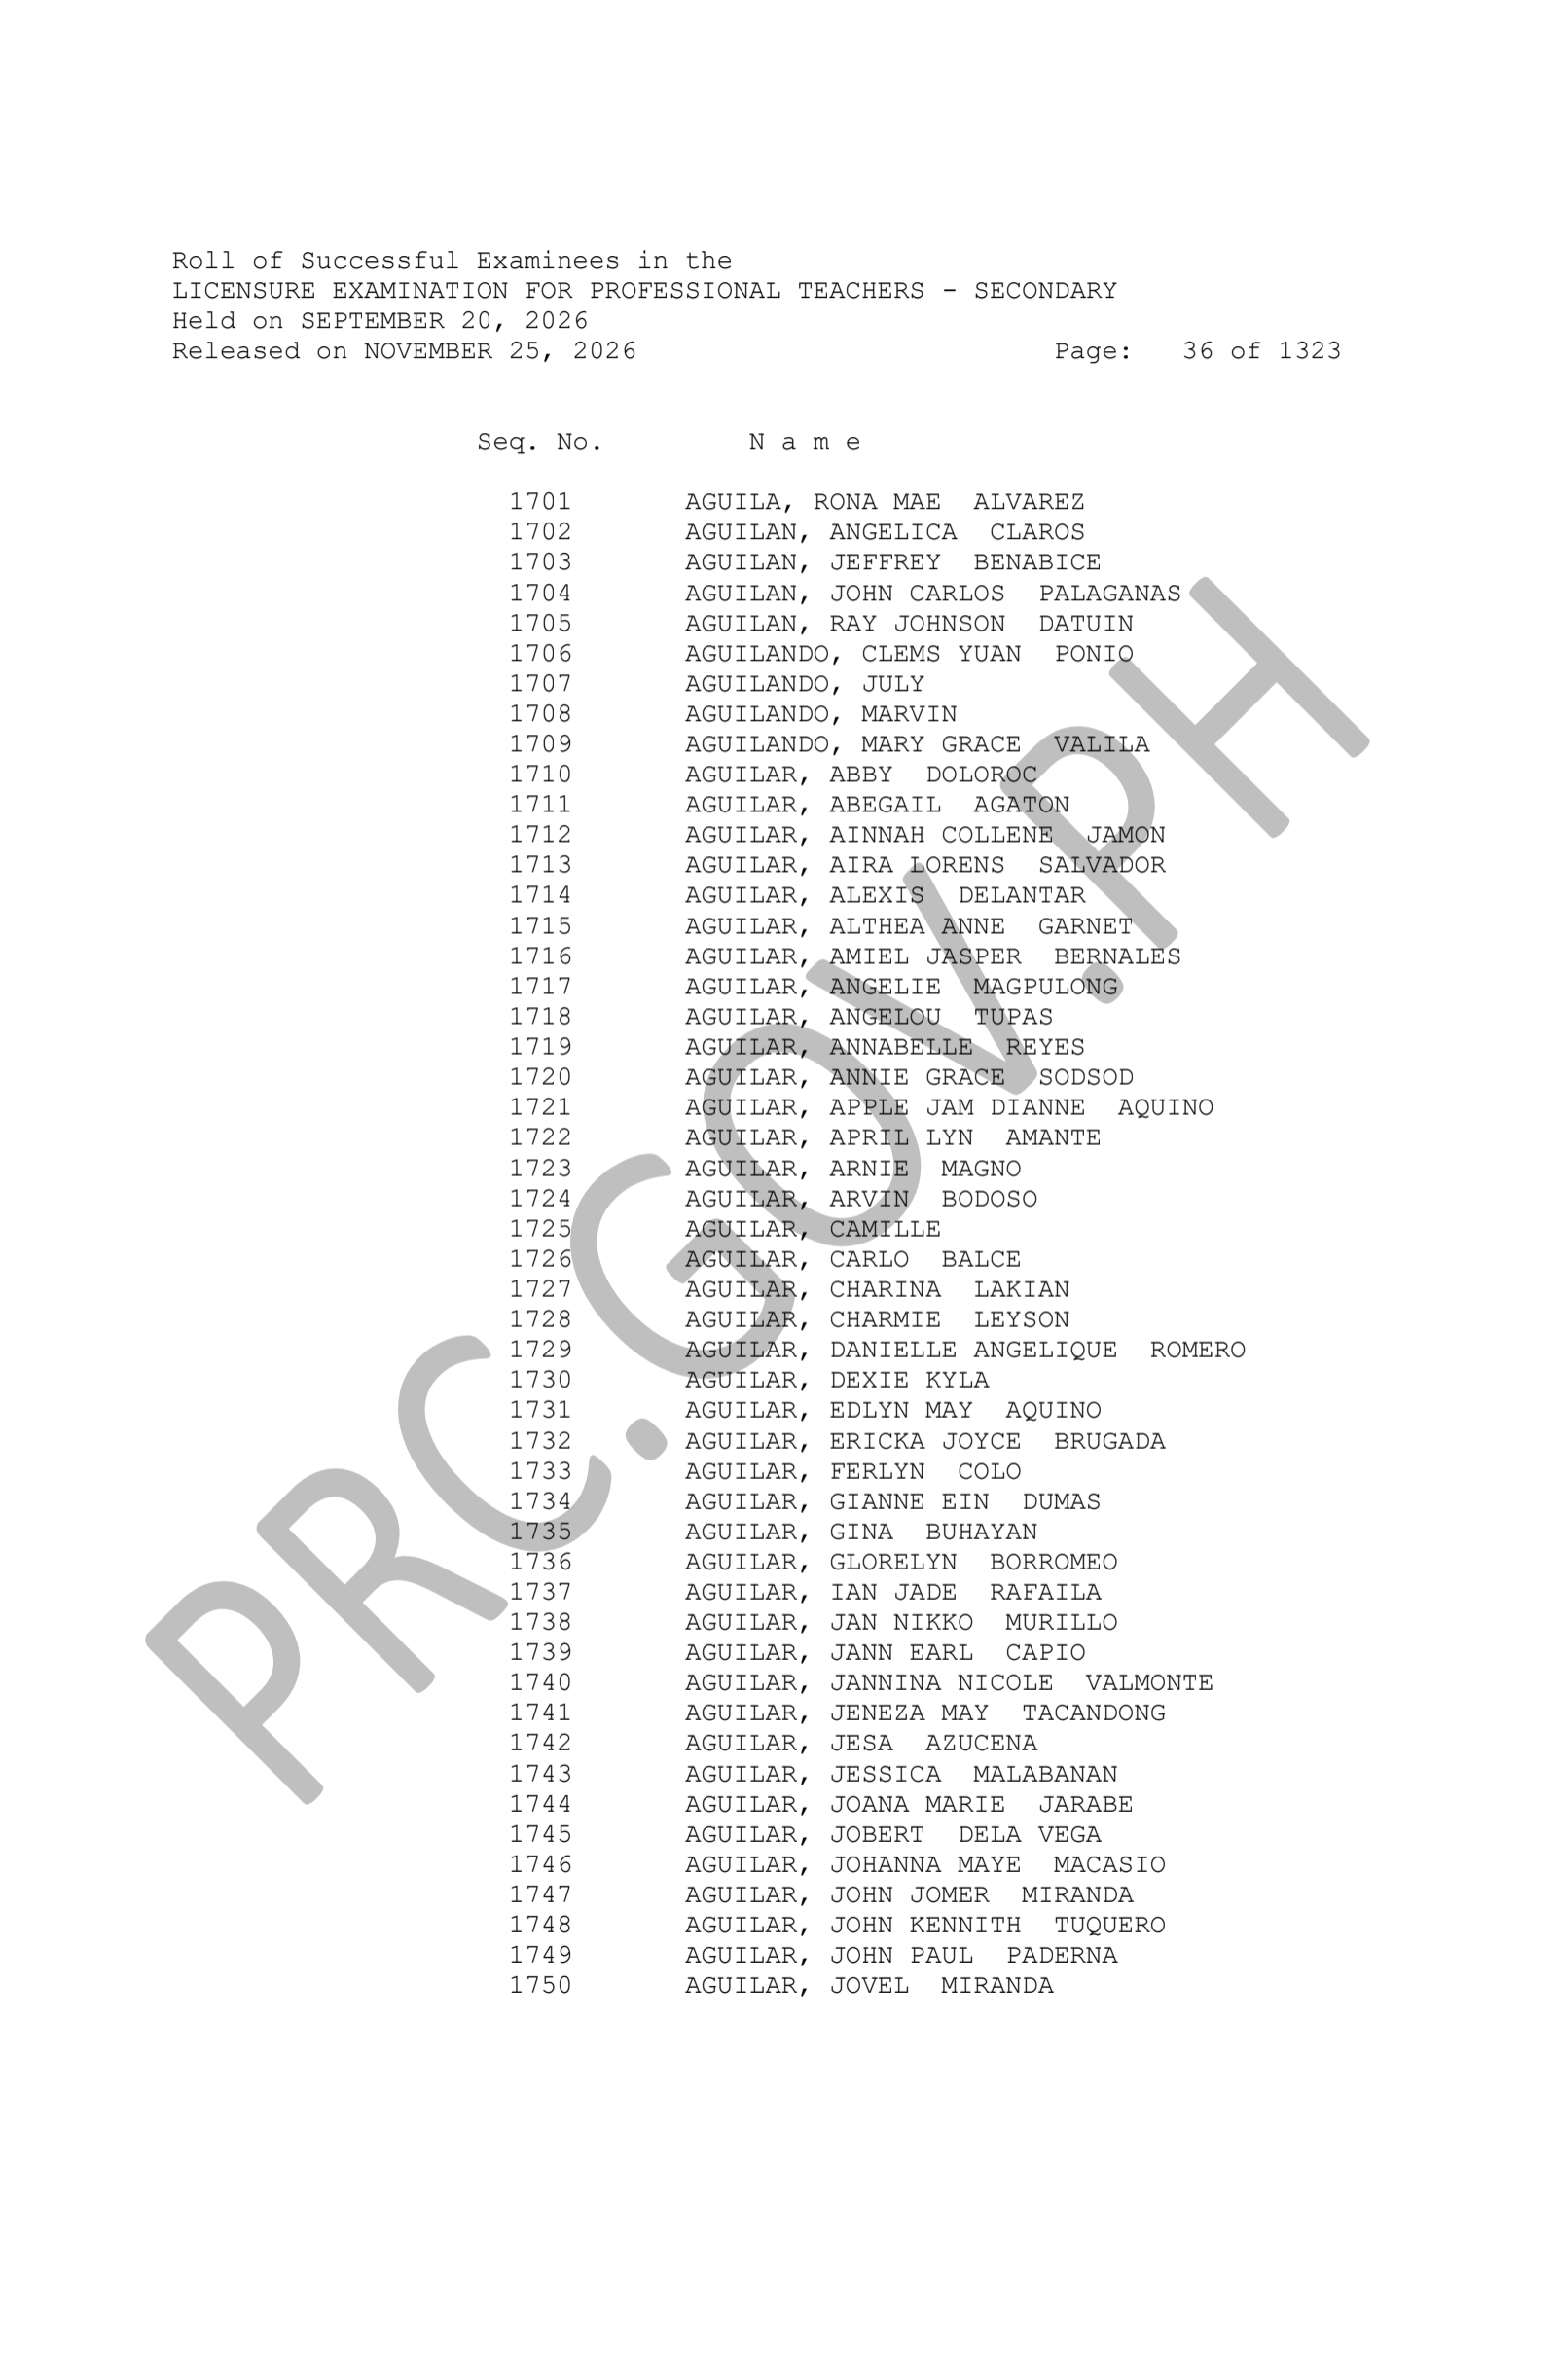 Roll of Successful Examinees in the
LICENSURE EXAMINATION FOR PROFESSIONAL TEACHERS - SECONDARY
Held on SEPTEMBER 20, 2026
Released on NOVEMBER 25, 2026 Page: 36 of 1323
Seq. No. N a m e
1701 AGUILA, RONA MAE ALVAREZ
1702 AGUILAN, ANGELICA CLAROS
1703 AGUILAN, JEFFREY BENABICE
1704 AGUILAN, JOHN CARLOS PALAGANAS
1705 AGUILAN, RAY JOHNSON DATUIN
1706 AGUILANDO, CLEMS YUAN PONIO
1707 AGUILANDO, JULY
1708 AGUILANDO, MARVIN
1709 AGUILANDO, MARY GRACE VALILA
1710 AGUILAR, ABBY DOLOROC
1711 AGUILAR, ABEGAIL AGATON
1712 AGUILAR, AINNAH COLLENE JAMON
1713 AGUILAR, AIRA LORENS SALVADOR
1714 AGUILAR, ALEXIS DELANTAR
1715 AGUILAR, ALTHEA ANNE GARNET
1716 AGUILAR, AMIEL JASPER BERNALES
1717 AGUILAR, ANGELIE MAGPULONG
1718 AGUILAR, ANGELOU TUPAS
1719 AGUILAR, ANNABELLE REYES
1720 AGUILAR, ANNIE GRACE SODSOD
1721 AGUILAR, APPLE JAM DIANNE AQUINO
1722 AGUILAR, APRIL LYN AMANTE
1723 AGUILAR, ARNIE MAGNO
1724 AGUILAR, ARVIN BODOSO
1725 AGUILAR, CAMILLE
1726 AGUILAR, CARLO BALCE
1727 AGUILAR, CHARINA LAKIAN
1728 AGUILAR, CHARMIE LEYSON
1729 AGUILAR, DANIELLE ANGELIQUE ROMERO
1730 AGUILAR, DEXIE KYLA
1731 AGUILAR, EDLYN MAY AQUINO
1732 AGUILAR, ERICKA JOYCE BRUGADA
1733 AGUILAR, FERLYN COLO
1734 AGUILAR, GIANNE EIN DUMAS
1735 AGUILAR, GINA BUHAYAN
1736 AGUILAR, GLORELYN BORROMEO
1737 AGUILAR, IAN JADE RAFAILA
1738 AGUILAR, JAN NIKKO MURILLO
1739 AGUILAR, JANN EARL CAPIO
1740 AGUILAR, JANNINA NICOLE VALMONTE
1741 AGUILAR, JENEZA MAY TACANDONG
1742 AGUILAR, JESA AZUCENA
1743 AGUILAR, JESSICA MALABANAN
1744 AGUILAR, JOANA MARIE JARABE
1745 AGUILAR, JOBERT DELA VEGA
1746 AGUILAR, JOHANNA MAYE MACASIO
1747 AGUILAR, JOHN JOMER MIRANDA
1748 AGUILAR, JOHN KENNITH TUQUERO
1749 AGUILAR, JOHN PAUL PADERNA
1750 AGUILAR, JOVEL MIRANDA
PRC.GOV.PH